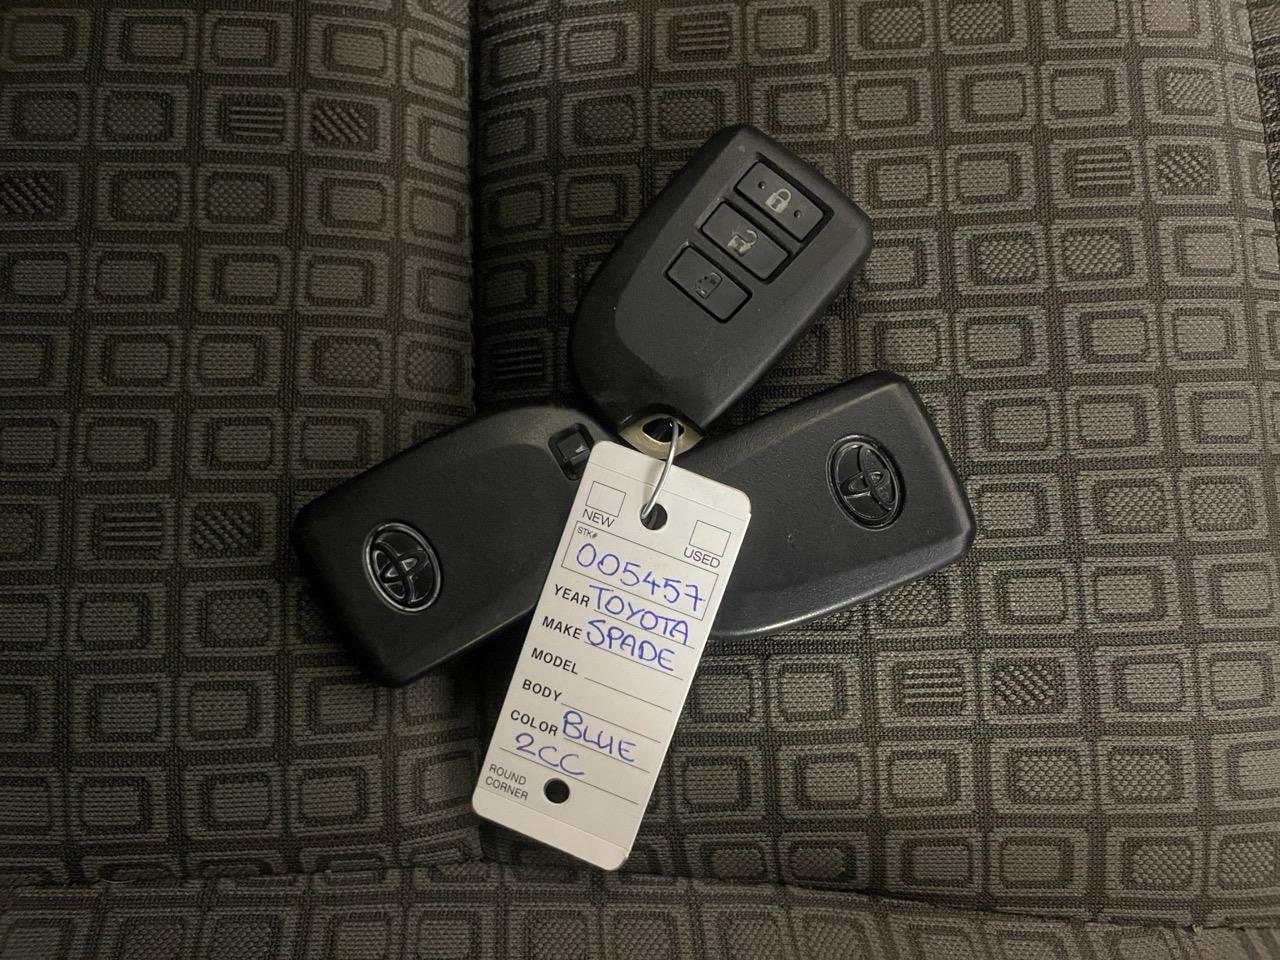 NEW
USED
STK#
005457
YEAR TOYOTA
MAKE SPADE
MODEL
BODY
COLOR BLUE
2CC
ROUND
CORNER